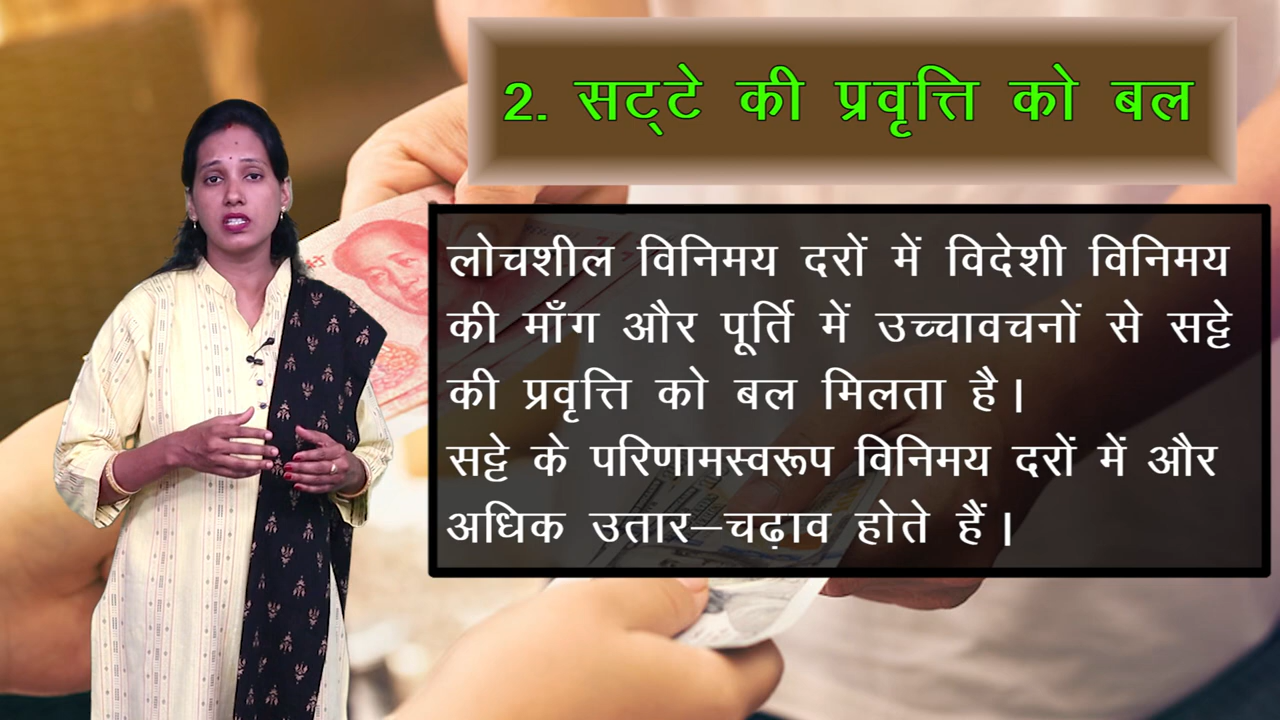 2. सट्टे की प्रवृत्ति को बल
लोचशील विनिमय दरों में विदेशी विनिमय
की माँग और पूर्ति में उच्चावचनों से सट्टे
की प्रवृत्ति को बल मिलता है।
सट्टे के परिणामस्वरूप विनिमय दरों में और
अधिक उतार–चढ़ाव होते हैं।